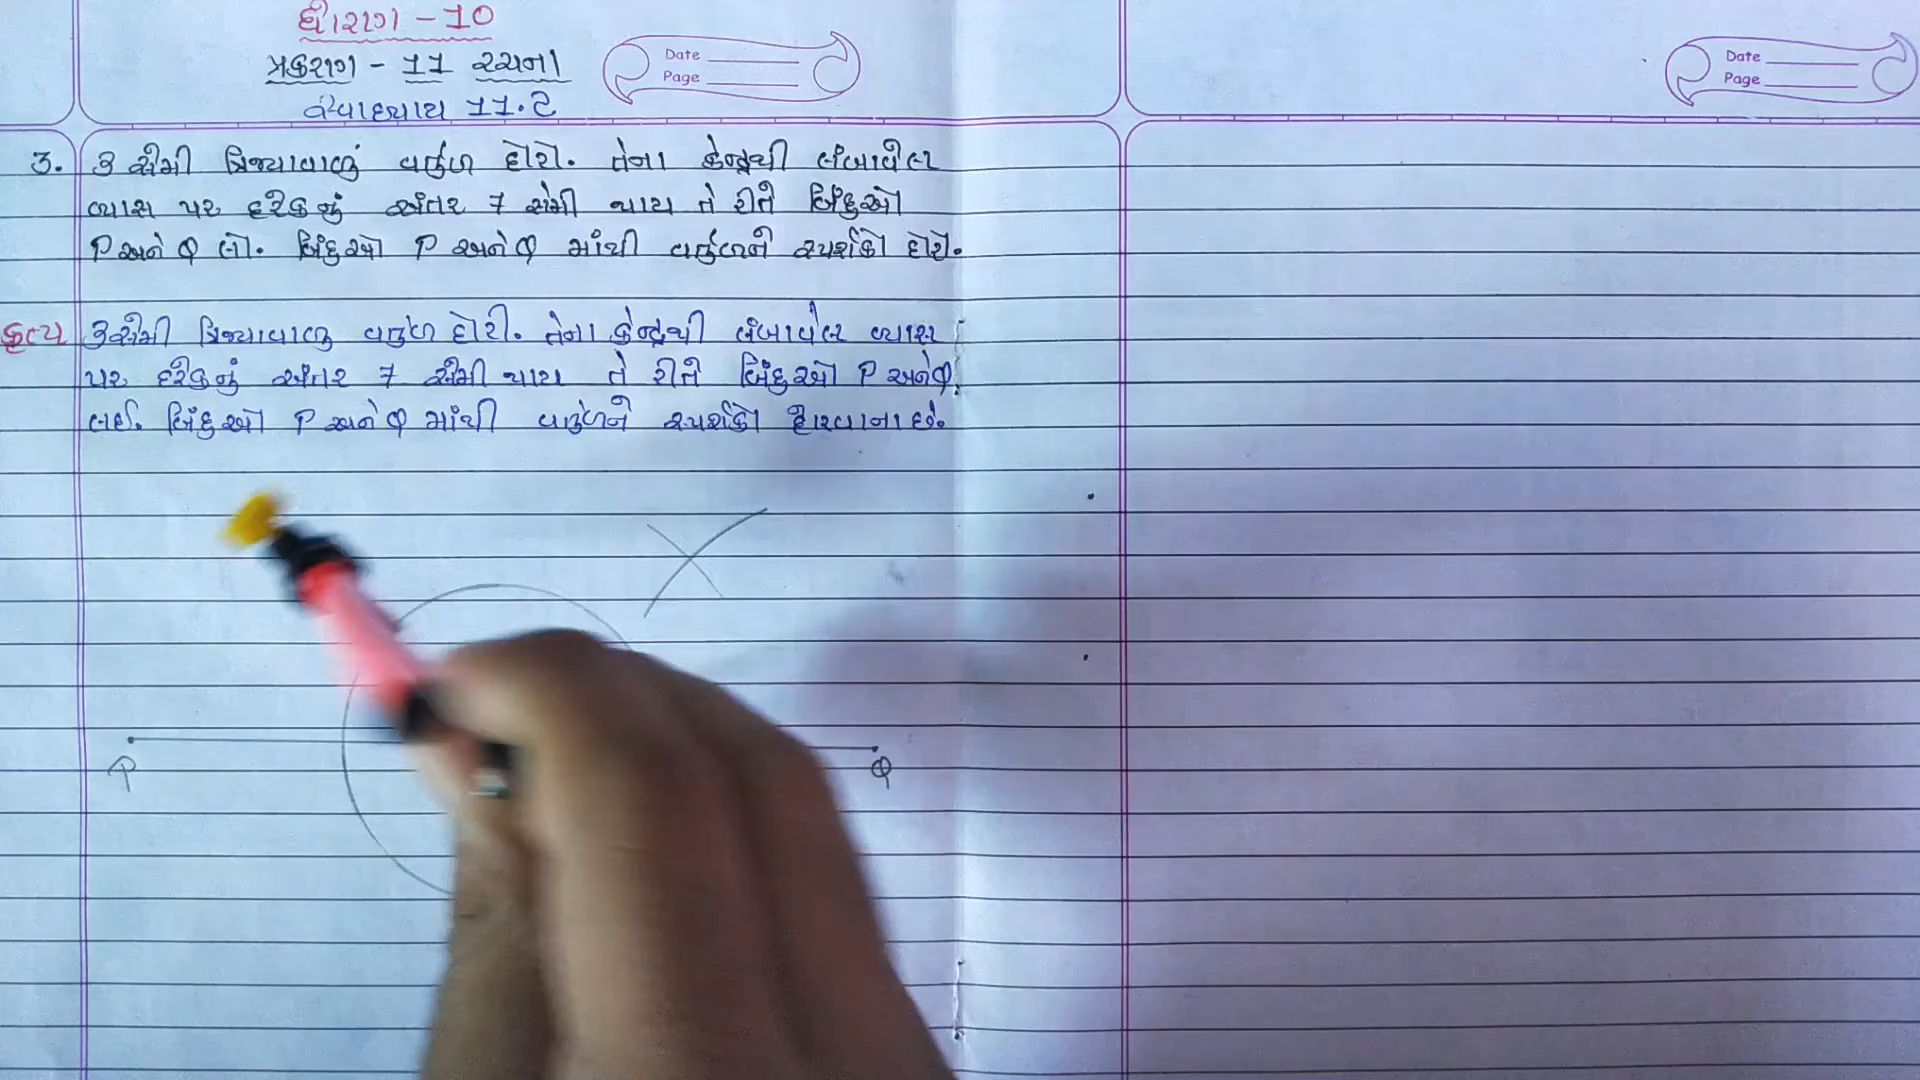 ધોરણ - 10
પ્રકરણ - 11 રચના
સ્વાધ્યાય 11.2
Date
Page
Date
Page
3. 3 સેમી ત્રિજ્યાવાળું વર્તુળ દોરો. તેના કેન્દ્રથી લંબાવેલ
વ્યાસ પર દરેકનું અંતર 7 સેમી થાય તે રીતે બિંદુઓ
P અને Q લો. બિંદુઓ P અને Q માંથી વર્તુળને સ્પર્શકો દોરો.
કૃત્ય 3 સેમી ત્રિજ્યાવાળુ વર્તુળ દોરી. તેના કેન્દ્રથી લંબાવેલ વ્યાસ
પર દરેકનું અંતર 7 સેમી થાય તે રીતે બિંદુઓ P અને Q
લઈ. બિંદુઓ P અને Q માંથી વર્તુળને સ્પર્શકો દોરવાના છે.
P
Q